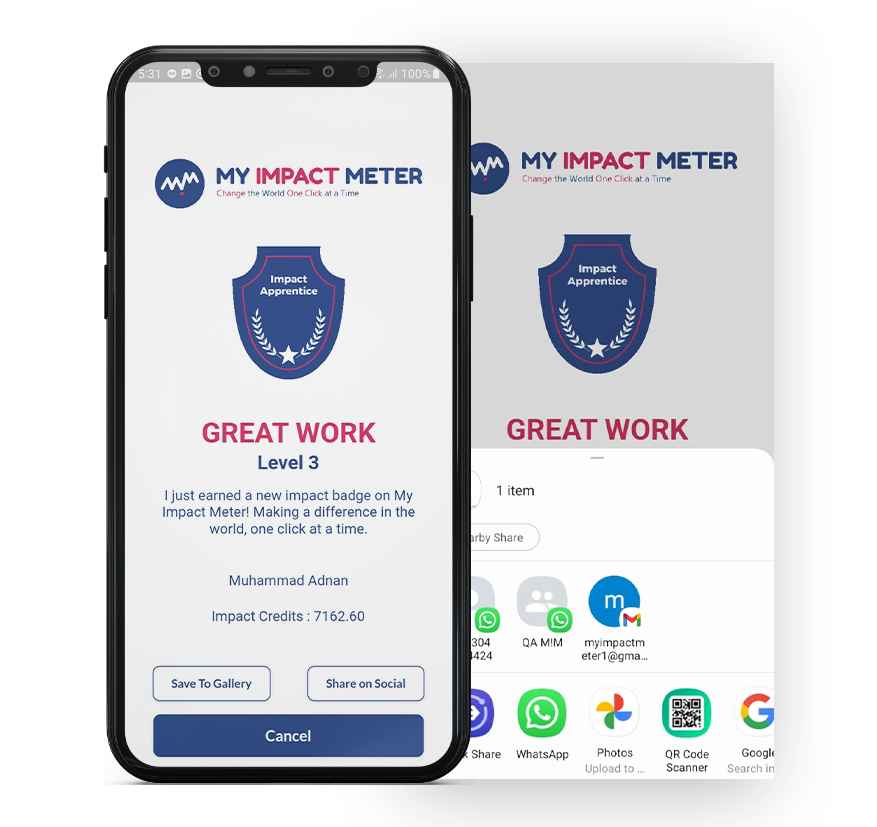 5:31
100%
MY IMPACT METER
Change the World One Click at a Time
Impact
Apprentice
GREAT WORK
Level 3
I just earned a new impact badge on My
Impact Meter! Making a difference in the
world, one click at a time.
Muhammad Adnan
Impact Credits : 7162.60
Save To Gallery
Share on Social
Cancel
MY IMPACT METER
Change the World One Click at a Time
Impact
Apprentice
GREAT WORK
1 item
arby Share
m
304
4424
QA M!M
myimpactm
eter1@gma...
k Share
WhatsApp
Photos
Upload to ...
QR Code
Scanner
Google
Search in